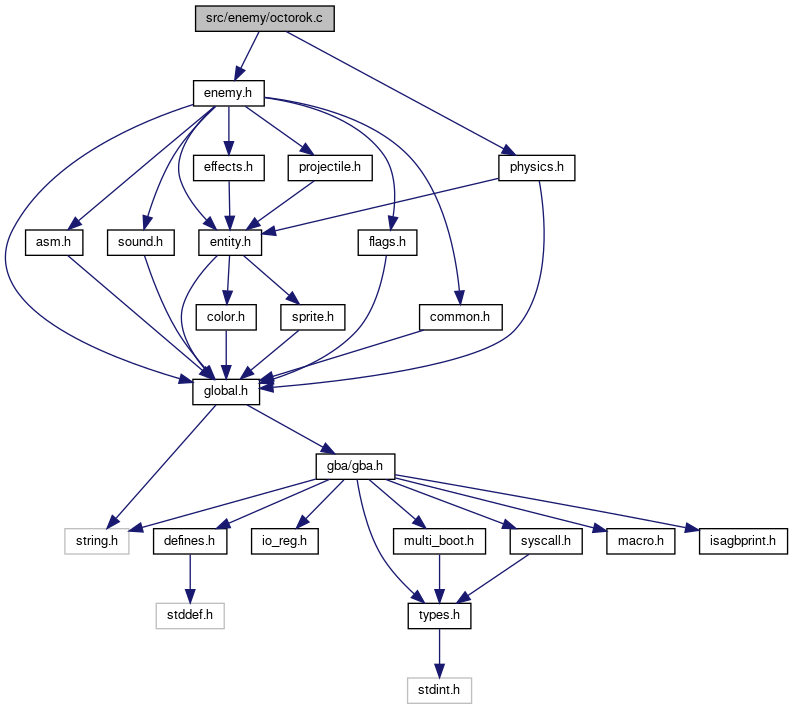 src/enemy/octorok.c
enemy.h
effects.h
projectile.h
physics.h
asm.h
sound.h
entity.h
flags.h
color.h
sprite.h
common.h
global.h
gba/gba.h
string.h
defines.h
io_reg.h
multi_boot.h
syscall.h
macro.h
isagbprint.h
stddef.h
types.h
stdint.h